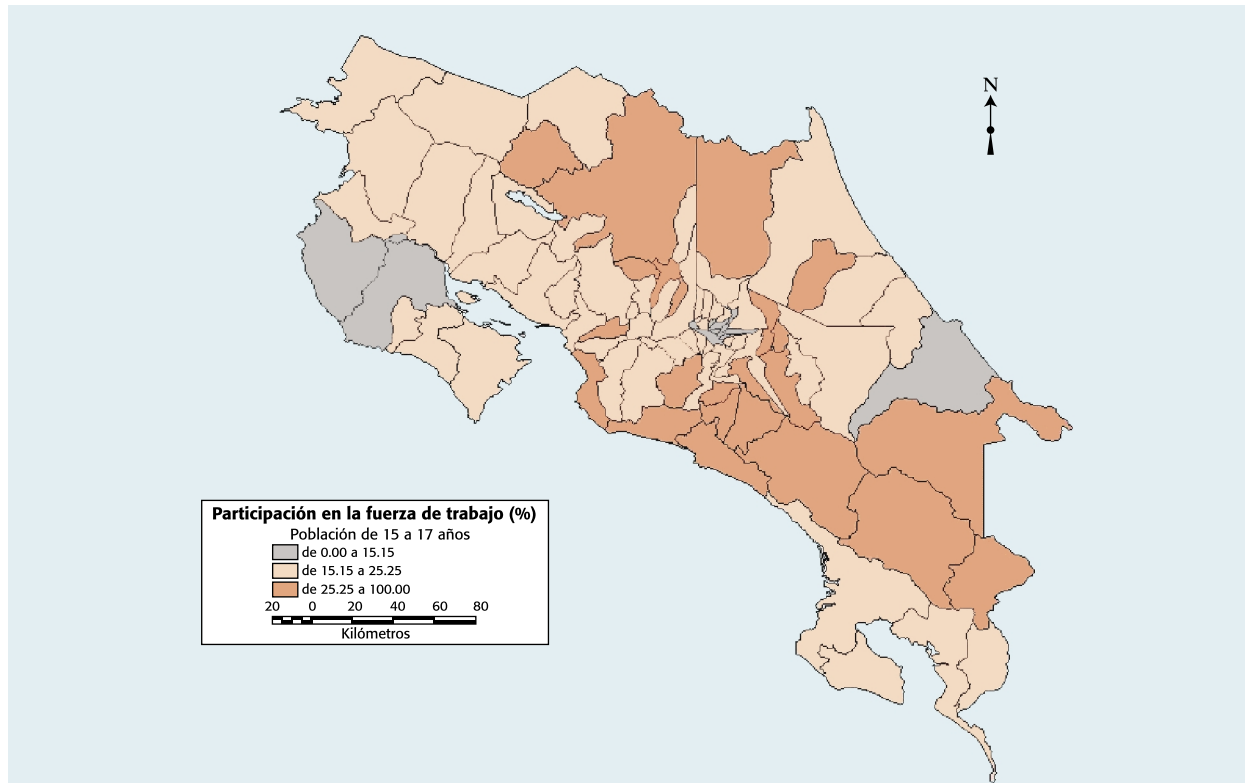 N
Participación en la fuerza de trabajo (%)
Población de 15 a 17 años
de 0.00 a 15.15
de 15.15 a 25.25
de 25.25 a 100.00
20 0 20 40 60 80
Kilómetros